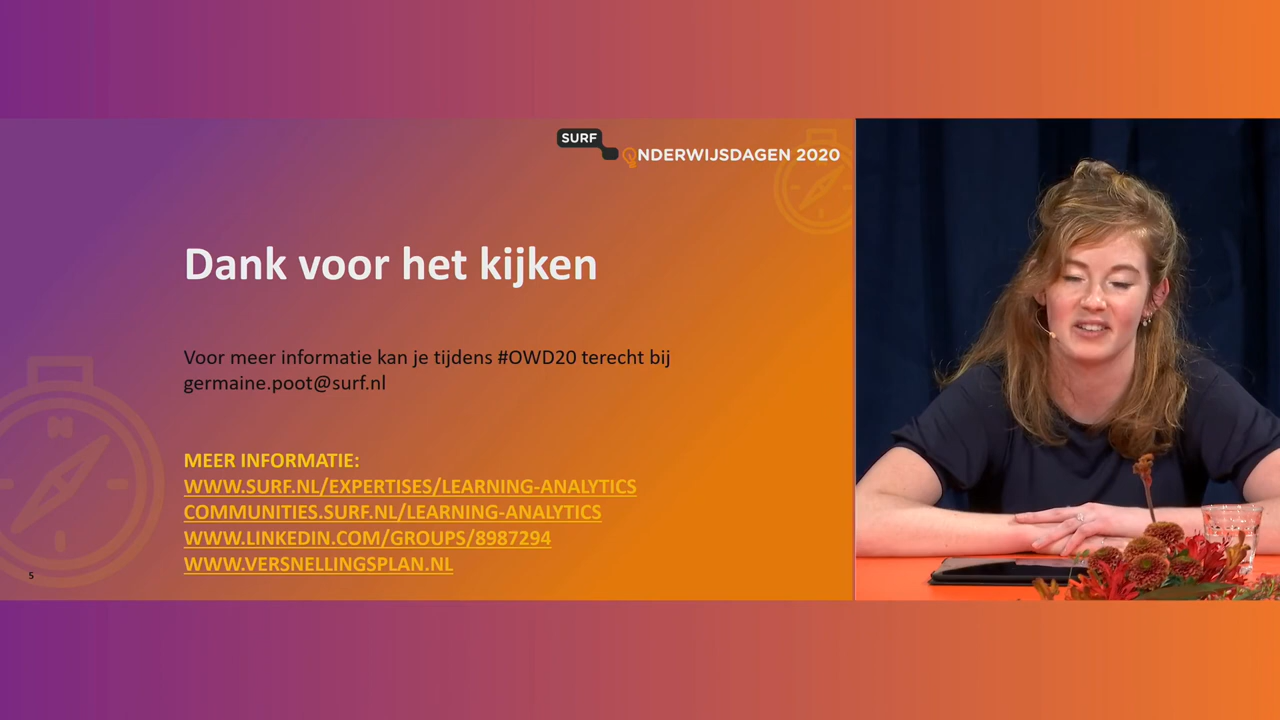 SURF
ONDERWIJSDAGEN 2020
Dank voor het kijken
Voor meer informatie kan je tijdens #OWD20 terecht bij
germaine.poot@surf.nl
MEER INFORMATIE:
WWW.SURF.NL/EXPERTISES/LEARNING-ANALYTICS
COMMUNITIES.SURF.NL/LEARNING-ANALYTICS
WWW.LINKEDIN.COM/GROUPS/8987294
WWW.VERSNELLINGSPLAN.NL
5
N